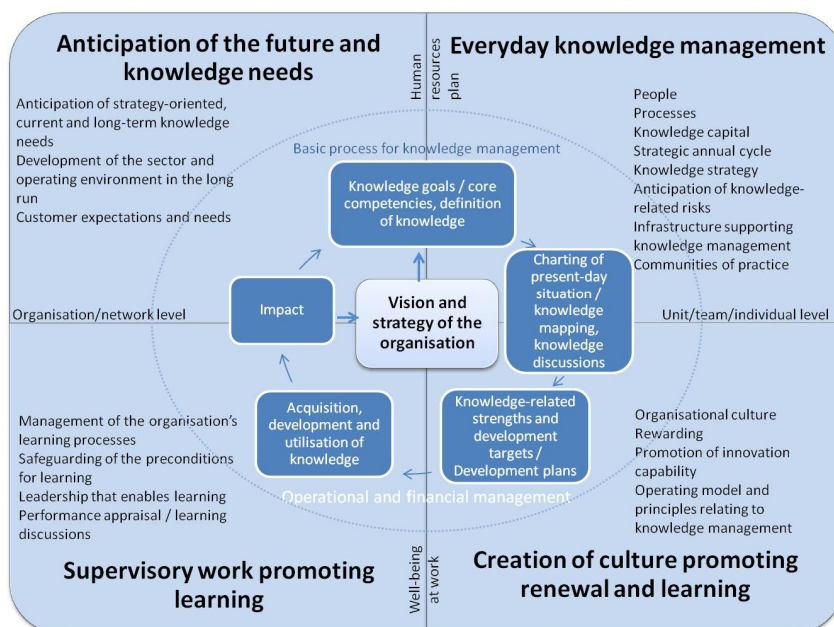 Anticipation of the future and
knowledge needs
Anticipation of strategy-oriented,
current and long-term knowledge
needs
Development of the sector and
operating environment in the long
run
Customer expectations and needs
Human
resources
plan
Everyday knowledge management
People
Processes
Knowledge capital
Strategic annual cycle
Knowledge strategy
Anticipation of knowledge-
related risks
Infrastructure supporting
knowledge management
Communities of practice
Basic process for knowledge management
Knowledge goals / core
competencies, definition
of knowledge
Charting of
present-day
situation /
knowledge
mapping,
knowledge
discussions
Impact
Vision and
strategy of the
organisation
Organisation/network level
Unit/team/individual level
Acquisition,
development and
utilisation of
knowledge
Knowledge-related
strengths and
development
targets /
Development plans
Operational and financial management
Management of the organisation's
learning processes
Safeguarding of the preconditions
for learning
Leadership that enables learning
Performance appraisal / learning
discussions
Organisational culture
Rewarding
Promotion of innovation
capability
Operating model and
principles relating to
knowledge management
Supervisory work promoting
learning
Well-being
at work
Creation of culture promoting
renewal and learning